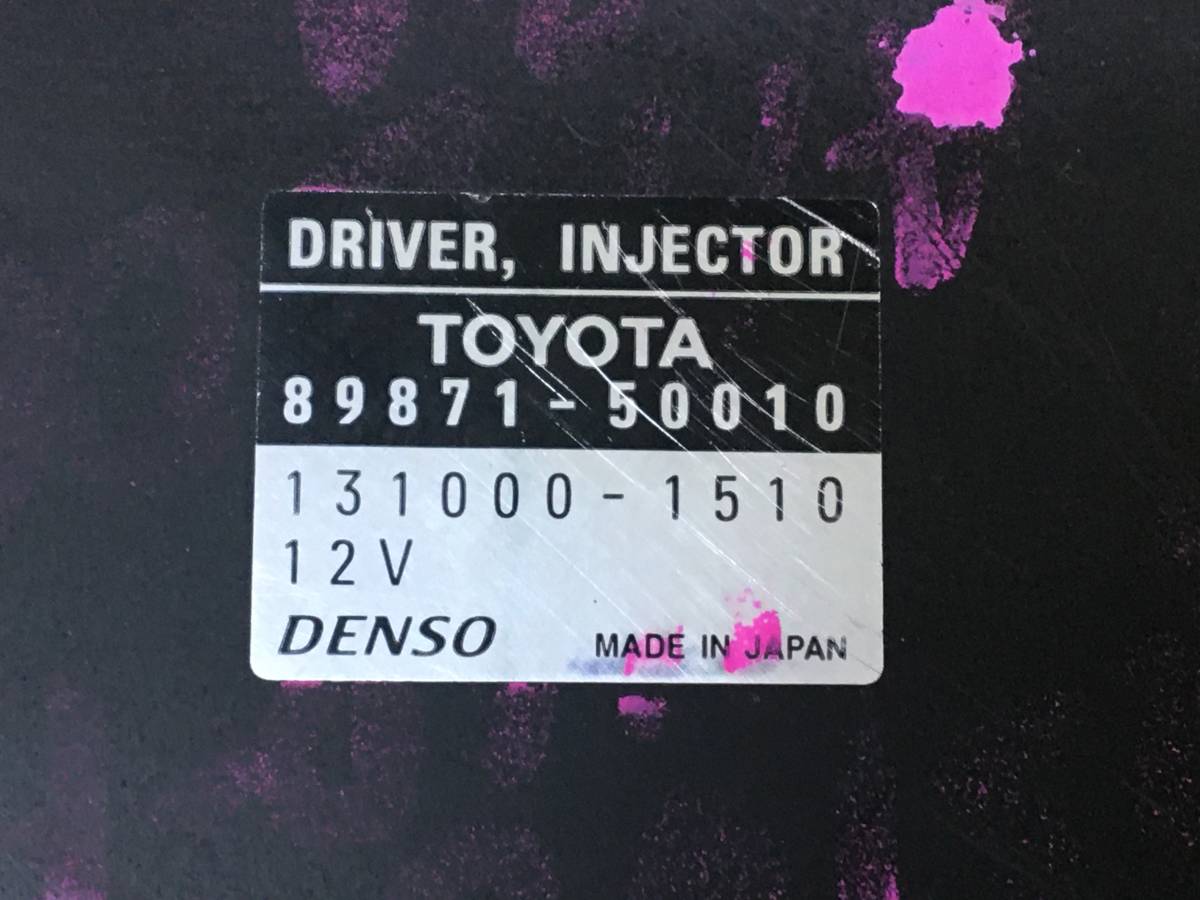 DRIVER, INJECTOR
TOYOTA
89871-50010
131000-1510
12V
DENSO MADE IN JAPAN